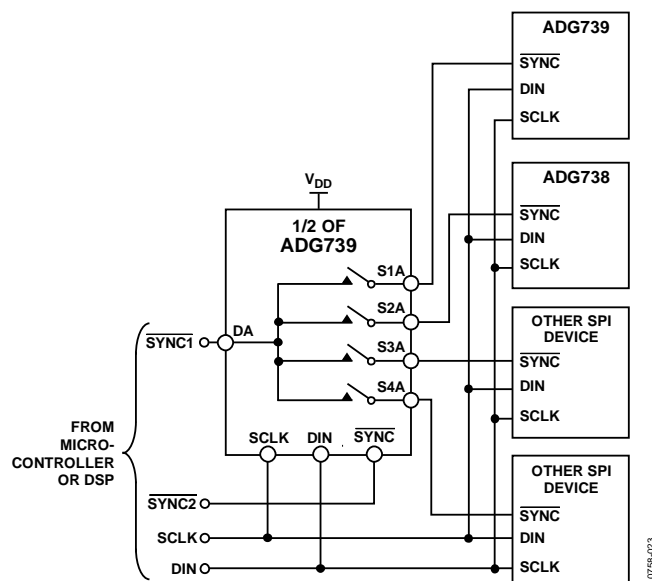 ADG739
SYNC
DIN
SCLK
ADG738
SYNC
DIN
SCLK
VDD
1/2 OF
ADG739
S1A
S2A
S3A
S4A
DA
SYNC1
SCLK
DIN
SYNC
OTHER SPI
DEVICE
SYNC
DIN
SCLK
FROM
MICRO-
CONTROLLER
OR DSP
SYNC2
SCLK
DIN
OTHER SPI
DEVICE
SYNC
DIN
SCLK